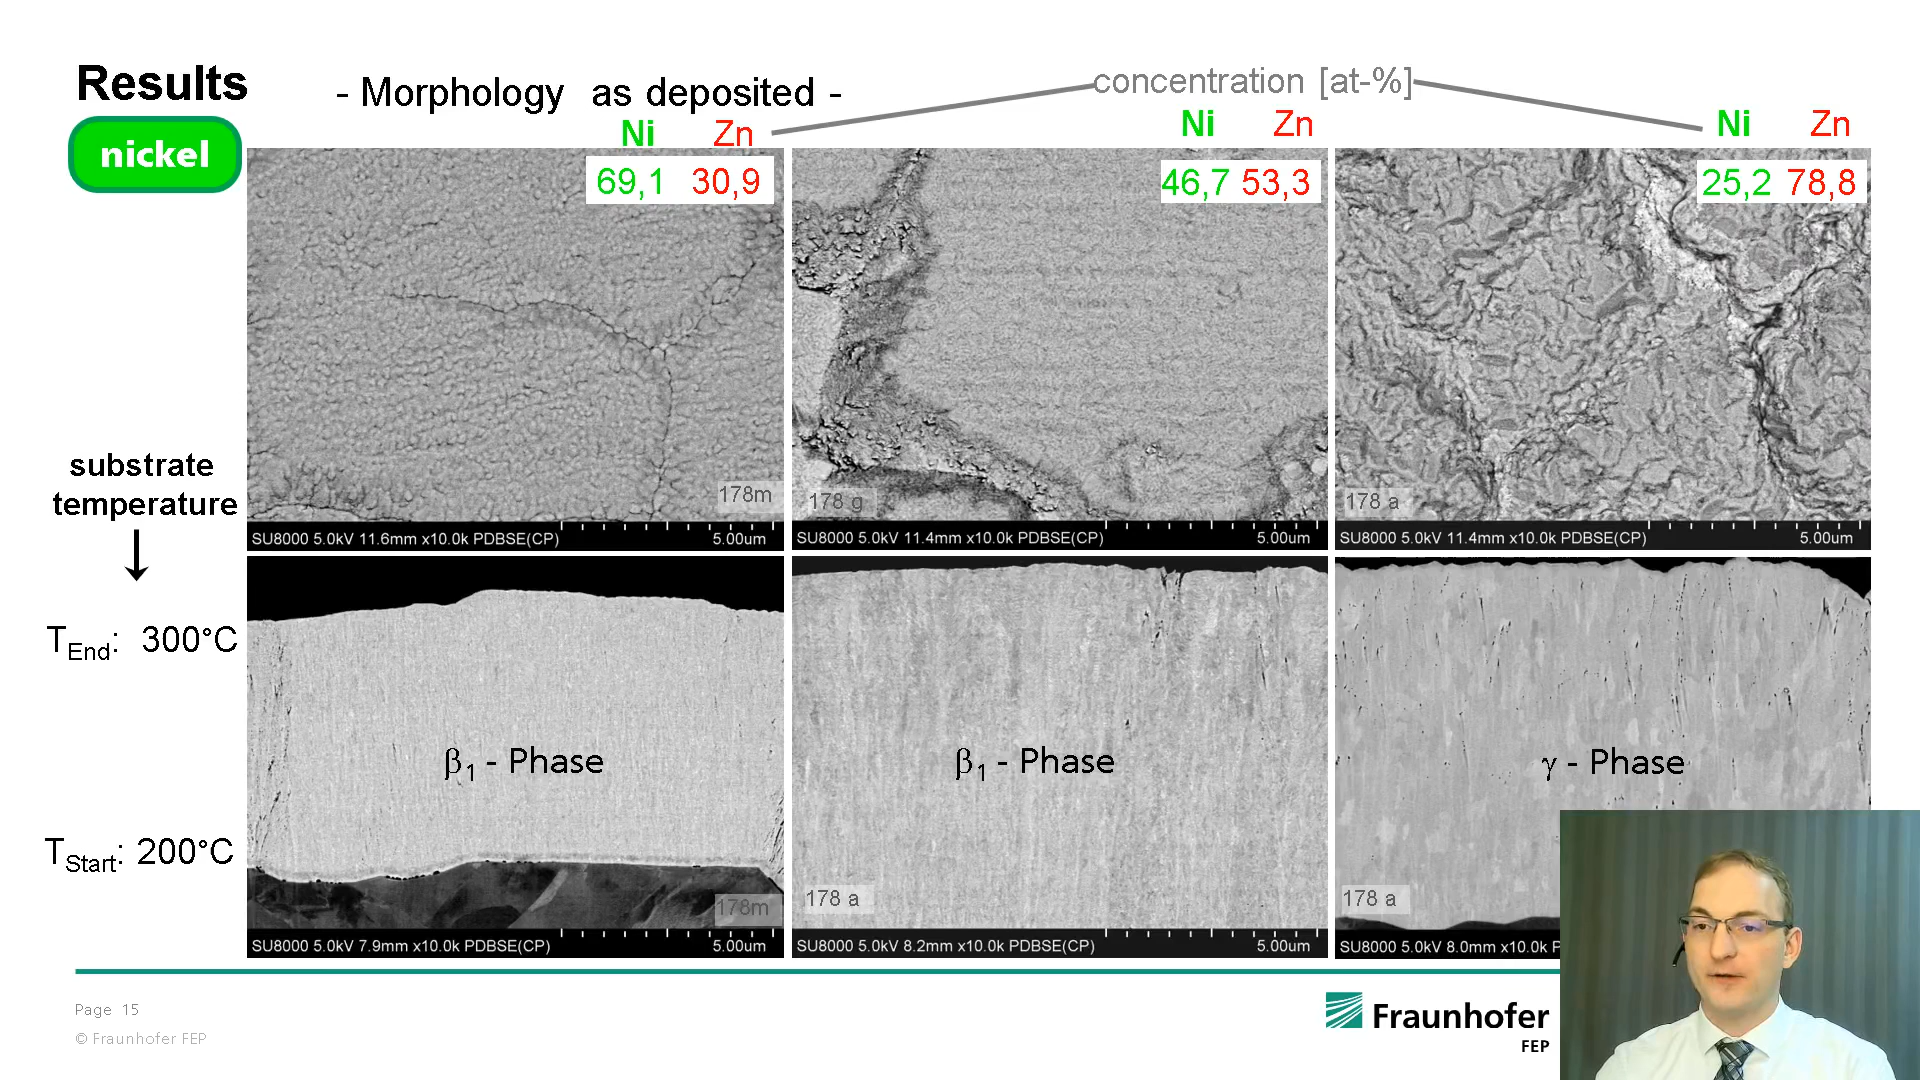 Results
- Morphology as deposited -
concentration [at-%]
nickel
Ni Zn
69,1 30,9
Ni Zn
46,7 53,3
Ni Zn
25,2 78,8
178m
SU8000 5.0kV 11.6mm x10.0k PDBSE(CP) 5.00um
178 g
SU8000 5.0kV 11.4mm x10.0k PDBSE(CP) 5.00um
178 a
SU8000 5.0kV 11.4mm x10.0k PDBSE(CP) 5.00um
substrate
temperature
TEnd: 300°C
TStart: 200°C
β1 - Phase
178m
SU8000 5.0kV 7.9mm x10.0k PDBSE(CP) 5.00um
β1 - Phase
178 a
SU8000 5.0kV 8.2mm x10.0k PDBSE(CP) 5.00um
γ - Phase
178 a
SU8000 5.0kV 8.0mm x10.0k P
Page 15
© Fraunhofer FEP
Fraunhofer
FEP